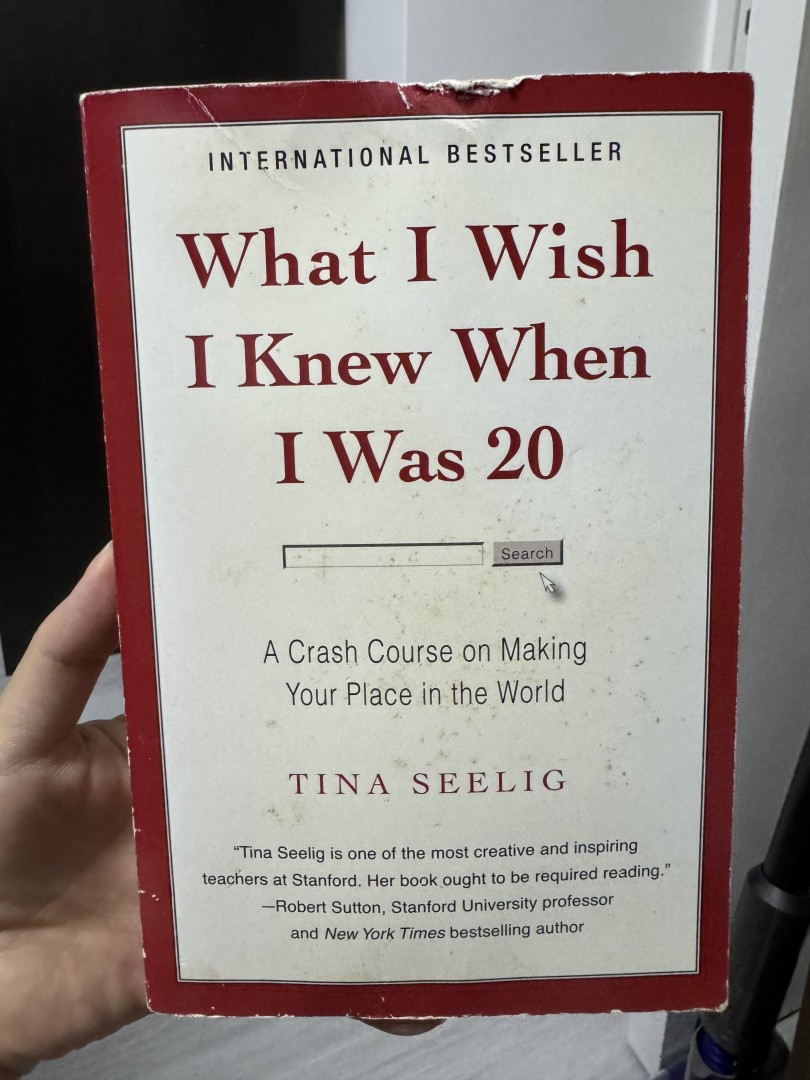 INTERNATIONAL BESTSELLER
What I Wish
I Knew When
I Was 20
Search
A Crash Course on Making
Your Place in the World
TINA SEELIG
“Tina Seelig is one of the most creative and inspiring
teachers at Stanford. Her book ought to be required reading.”
—Robert Sutton, Stanford University professor
and New York Times bestselling author